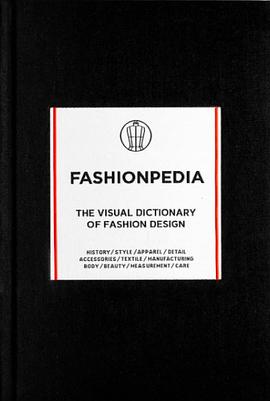 FASHIONPEDIA
THE VISUAL DICTIONARY
OF FASHION DESIGN
HISTORY/STYLE/APPAREL/DETAIL
ACCESSORIES/TEXTILE/MANUFACTURING
BODY/BEAUTY/MEASUREMENT/CARE